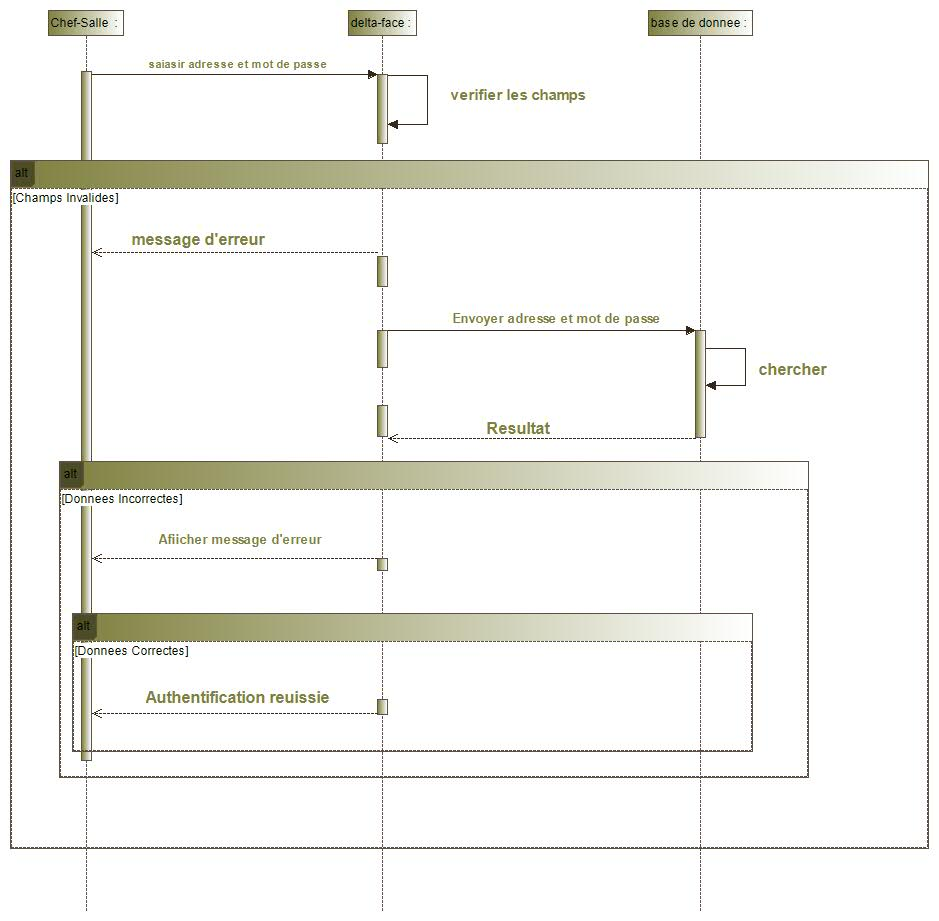 Chef-Salle :
delta-face :
base de donnee :
saiasir adresse et mot de passe
verifier les champs
alt
[Champs Invalides]
message d'erreur
Envoyer adresse et mot de passe
chercher
Resultat
alt
[Donnees Incorrectes]
Afiicher message d'erreur
alt
[Donnees Correctes]
Authentification reuissie